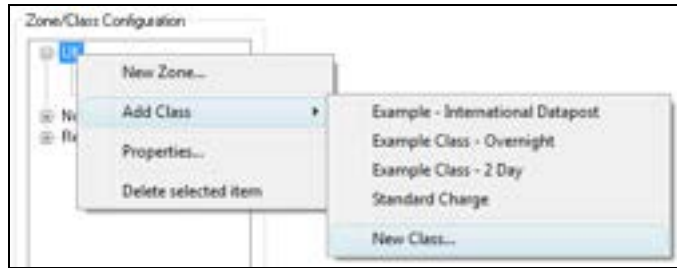 Zone/Class Configuration
UK
New Zone...
Add Class
Example - International Datapost
Example Class - Overnight
Example Class - 2 Day
Standard Charge
New Class...
Properties...
Delete selected item